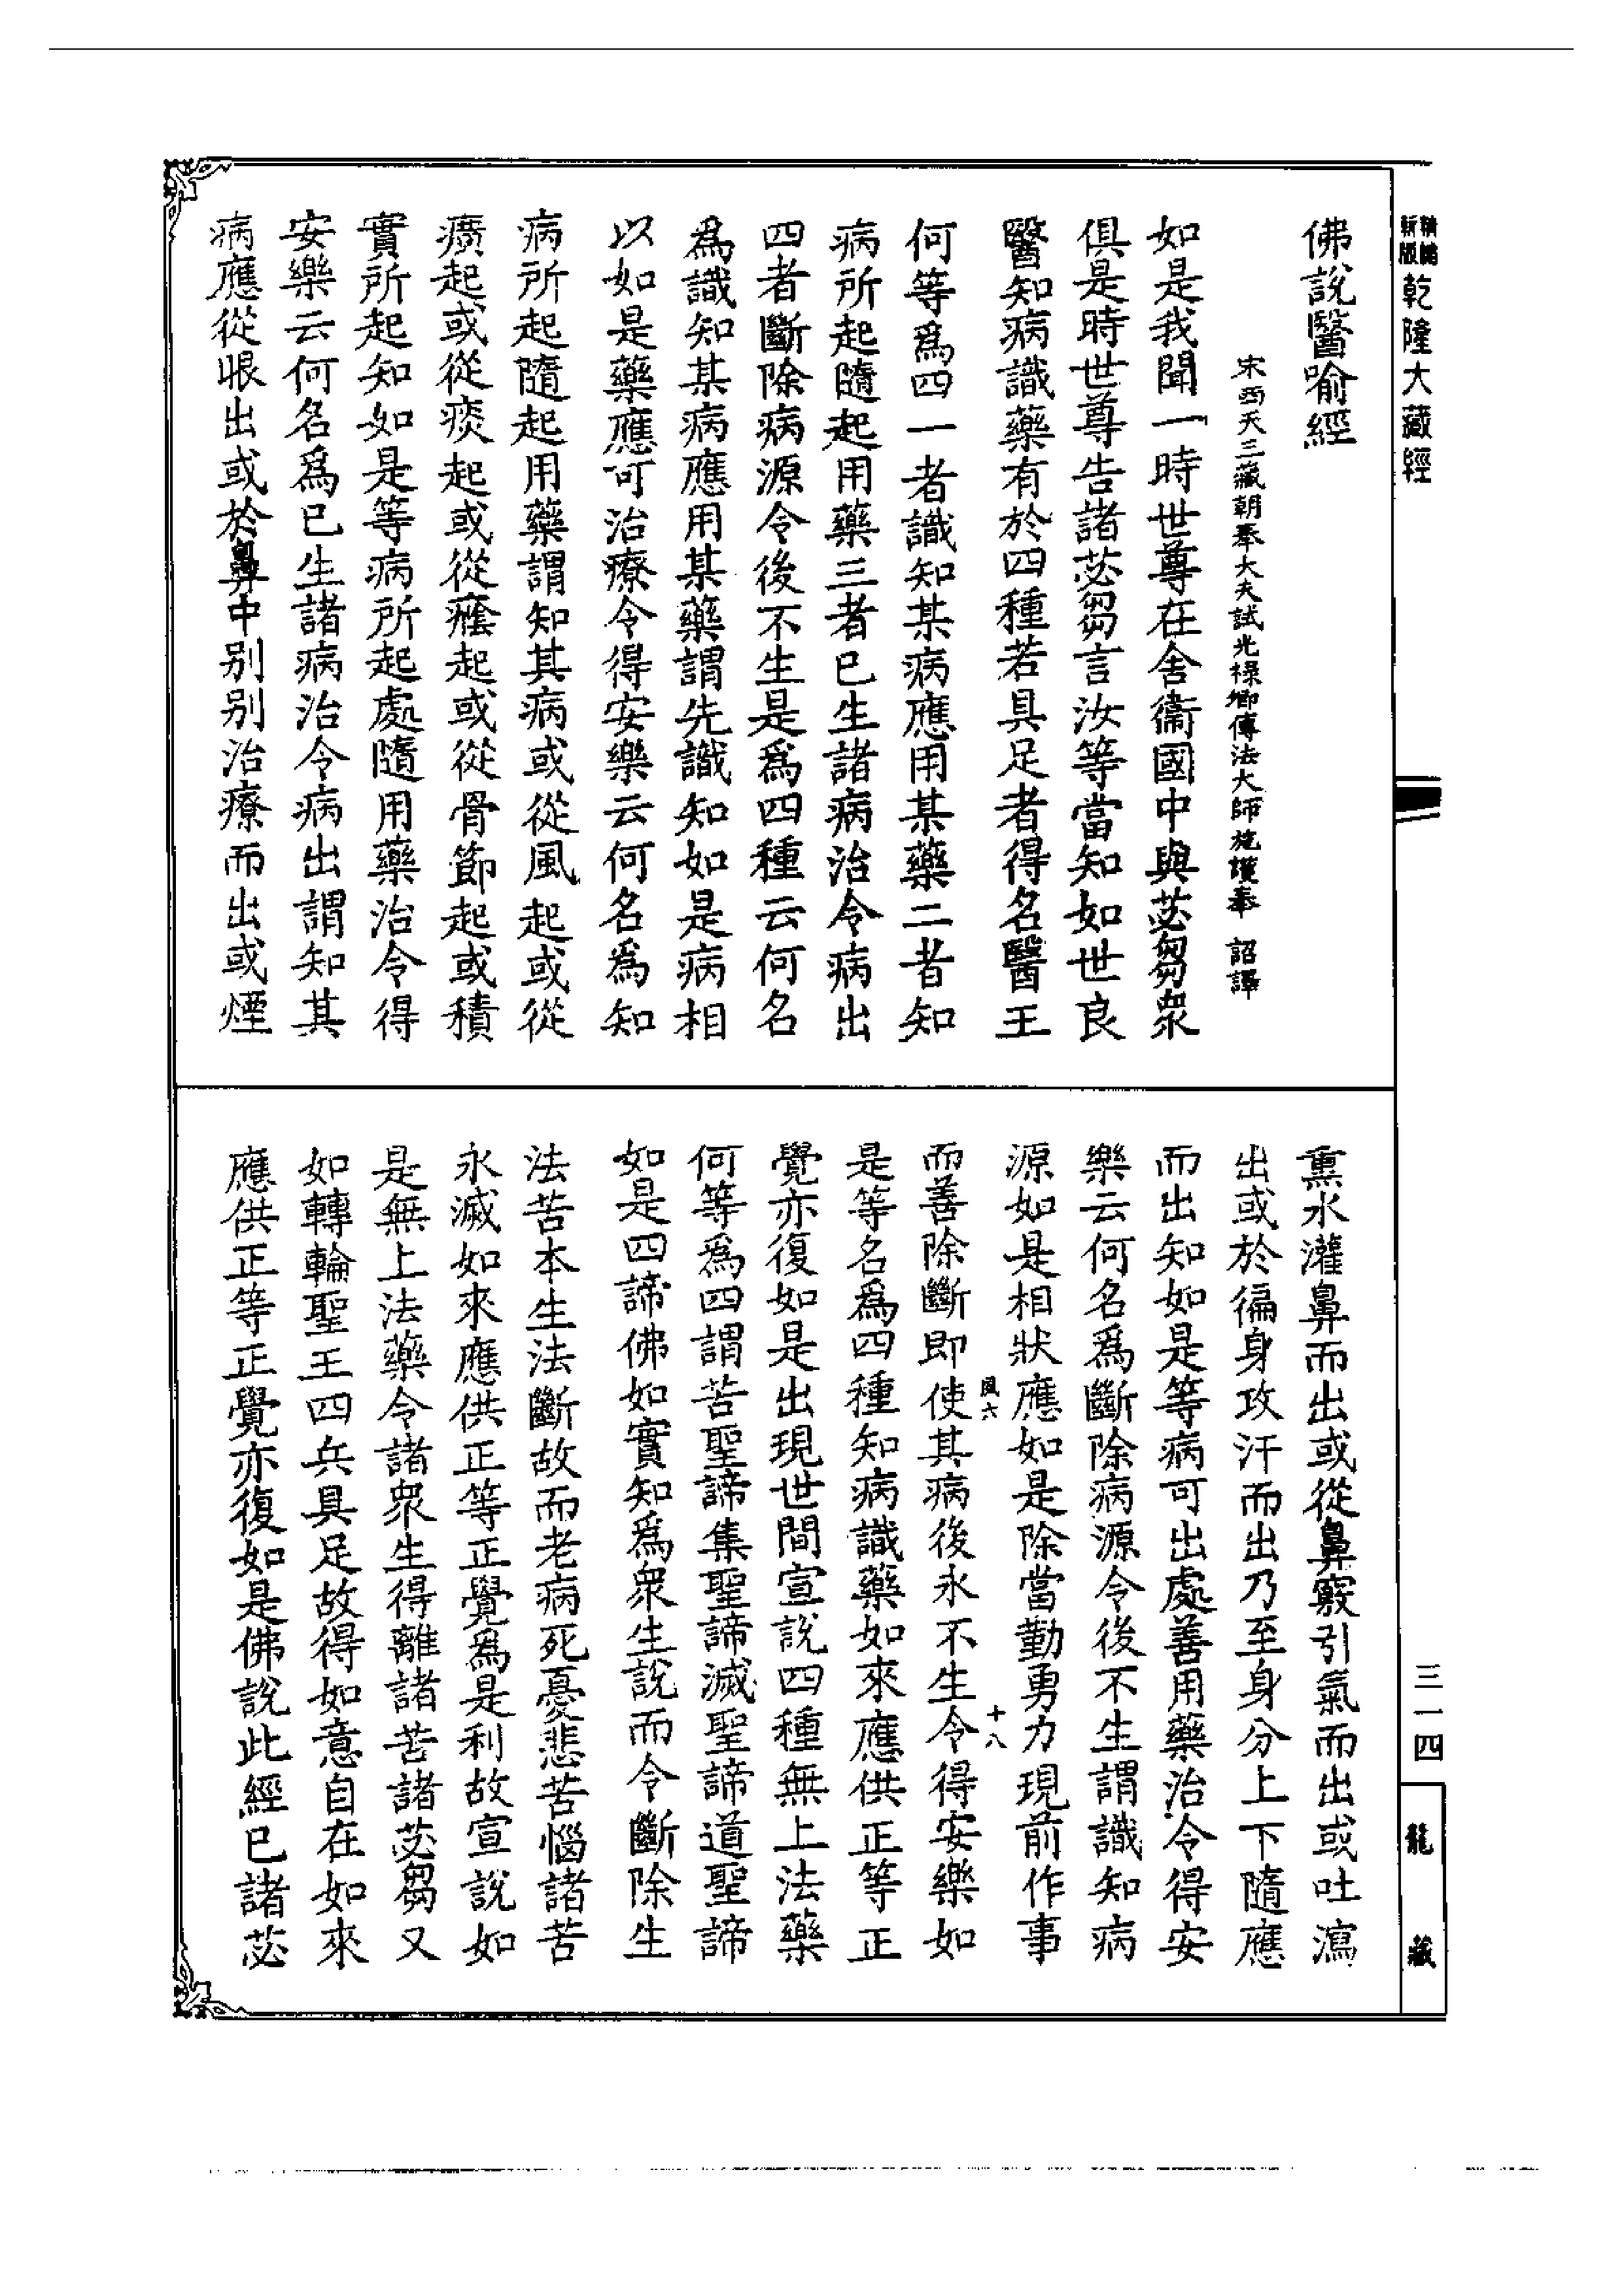 新版
精縮
乾隆大藏經
三一四
龍藏
佛說醫喻經
宋西天三藏朝奉大夫試光祿卿傳法大師施護奉 詔譯
如是我聞一時世尊在舍衞國中與苾芻衆
俱是時世尊告諸苾芻言汝等當知如世良
醫知病識藥有於四種若具足者得名醫王
何等爲四一者識知某病應用某藥二者知
病所起隨起用藥三者已生諸病治令病出
四者斷除病源令後不生是爲四種云何名
爲識知某病應用某藥謂先識知如是病相
以如是藥應可治療令得安樂云何名爲知
病所起隨起用藥謂知其病或從風起或從
癀起或從痰起或從癊起或從骨節起或積
實所起知如是等病所起處隨用藥治令得
安樂云何名爲已生諸病治令病出謂知其
病應從眼出或於鼻中別別治療而出或煙
熏水灌鼻而出或從鼻竅引氣而出或吐瀉
出或於徧身攻汗而出乃至身分上下隨應
而出知如是等病可出處善用藥治令得安
樂云何名爲斷除病源令後不生謂識知病
源如是相狀應如是除當勤勇力現前作事
風六 十八
而善除斷即使其病後永不生令得安樂如
是等名爲四種知病識藥如來應供正等正
覺亦復如是出現世間宣說四種無上法藥
何等爲四謂苦聖諦集聖諦滅聖諦道聖諦
如是四諦佛如實知爲衆生說而令斷除生
法苦本生法斷故而老病死憂悲苦惱諸苦
永滅如來應供正等正覺爲是利故宣說如
是無上法藥令諸衆生得離諸苦諸苾芻又
如轉輪聖王四兵具足故得如意自在如來
應供正等正覺亦復如是佛說此經已諸苾